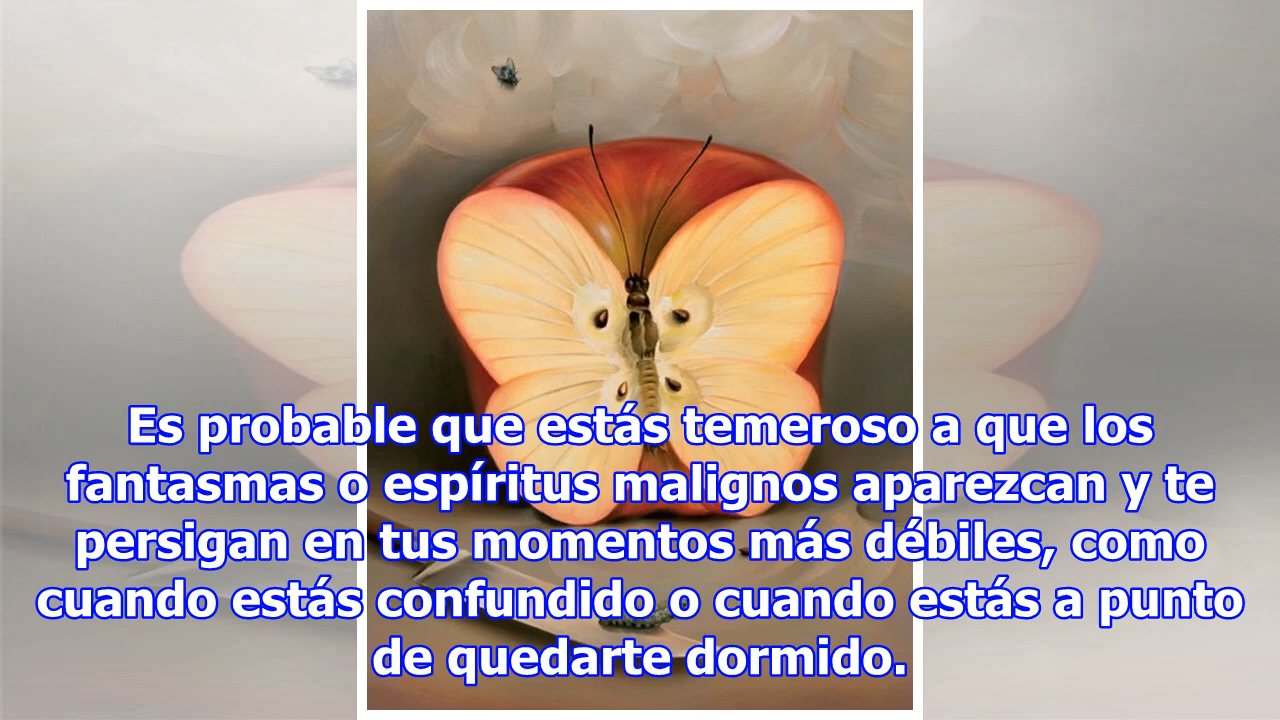 Es probable que estás temeroso a que los
fantasmas o espíritus malignos aparezcan y te
persigan en tus momentos más débiles, como
cuando estás confundido o cuando estás a punto
de quedarte dormido.